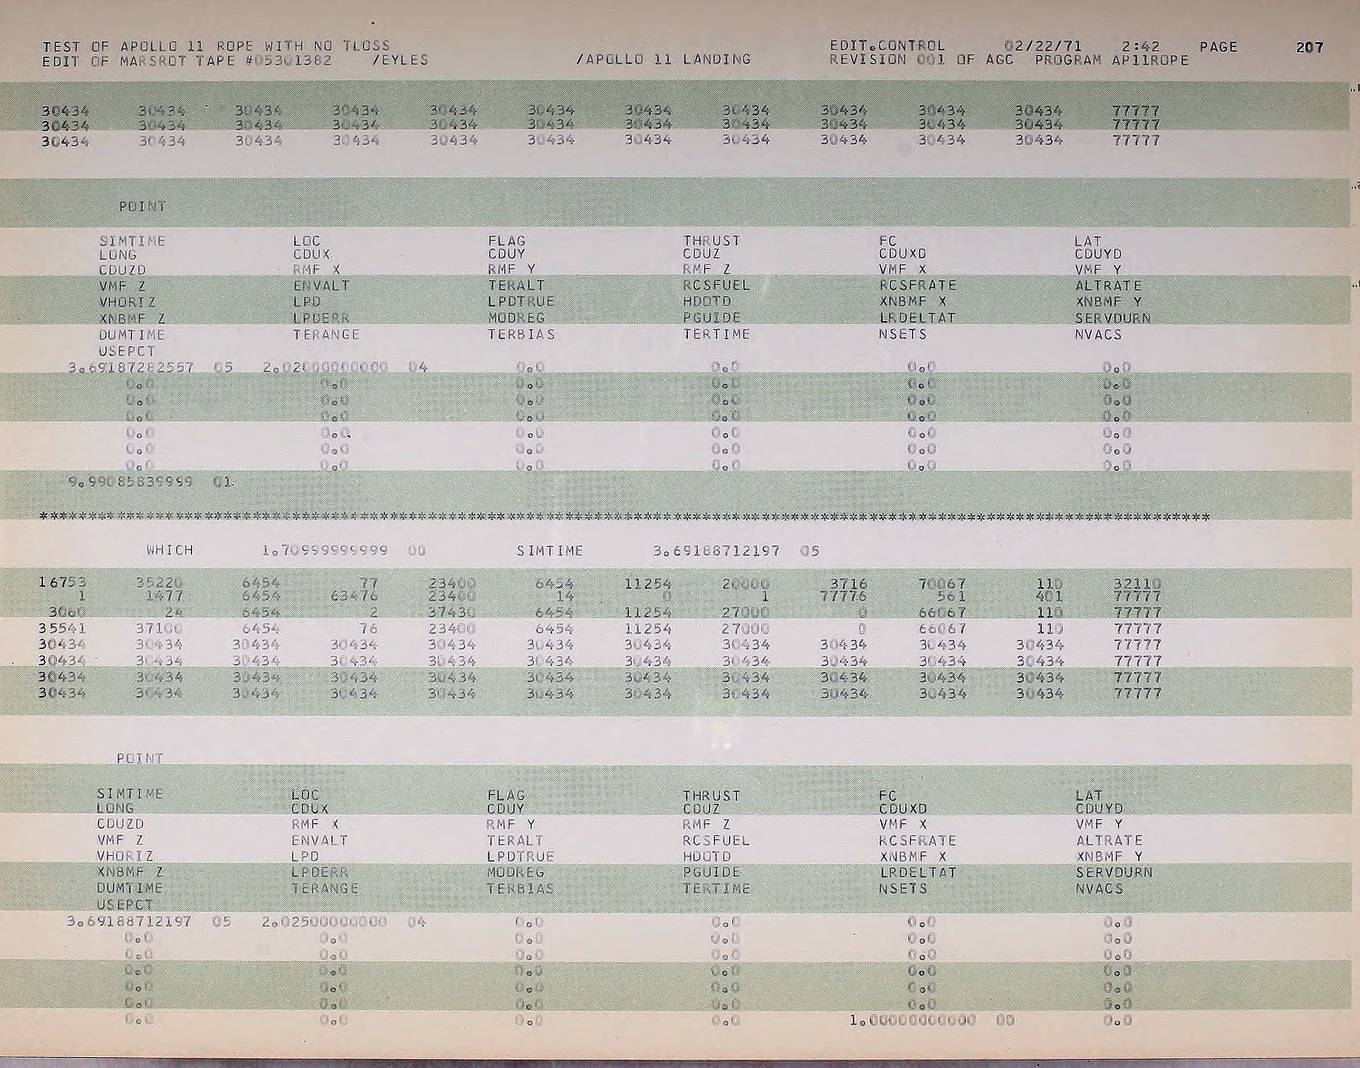 TEST OF APOLLO 11 ROPE WITH NO TLOSS EDIT.CONTROL 02/22/71 2:42 PAGE 207
EDIT OF MARSROT TAPE #05301382 /EYLES /APOLLO 11 LANDING REVISION 001 OF AGC PROGRAM AP11ROPE
30434 30434 30434 30434 30434 30434 30434 30434 30434 30434 30434 77777
30434 30434 30434 30434 30434 30434 30434 30434 30434 30434 30434 77777
30434 30434 30434 30434 30434 30434 30434 30434 30434 30434 30434 77777
POINT
SIMTIME LOC FLAG THRUST FC LAT
LONG CDUX CDUY CDUZ CDUXD CDUYD
CDUZD RMF X RMF Y RMF Z VMF X VMF Y
VMF Z ENVALT TERALT RCSFUEL RCSFRATE ALTRATE
VHORIZ LPD LPDTRUE HDOTD XNBMF X XNBMF Y
XNBMF Z LPDERR MODREG PGUIDE LRDELTAT SERVDURN
DUMTIME TERANGE TERBIAS TERTIME NSETS NVACS
USEPCT
3.69187282557 05 2.02000000000 04 0.0 0.0 0.0 0.0
0.0 0.0 0.0 0.0 0.0 0.0
0.0 0.0 0.0 0.0 0.0 0.0
0.0 0.0 0.0 0.0 0.0 0.0
0.0 0.0 0.0 0.0 0.0 0.0
0.0 0.0 0.0 0.0 0.0 0.0
0.0 0.0 0.0 0.0 0.0 0.0
9.99085839999 01
************************************************************************************************************************
WHICH 1.70999999999 00 SIMTIME 3.69188712197 05
16753 35220 6454 77 23400 6454 11254 20000 3716 70067 110 32110
1 1477 6454 63476 23400 14 0 1 77776 561 401 77777
3060 24 6454 2 37430 6454 11254 27000 0 66067 110 77777
35541 37100 6454 76 23400 6454 11254 27000 0 66067 110 77777
30434 30434 30434 30434 30434 30434 30434 30434 30434 30434 30434 77777
30434 30434 30434 30434 30434 30434 30434 30434 30434 30434 30434 77777
30434 30434 30434 30434 30434 30434 30434 30434 30434 30434 30434 77777
30434 30434 30434 30434 30434 30434 30434 30434 30434 30434 30434 77777
POINT
SIMTIME LOC FLAG THRUST FC LAT
LONG CDUX CDUY CDUZ CDUXD CDUYD
CDUZD RMF X RMF Y RMF Z VMF X VMF Y
VMF Z ENVALT TERALT RCSFUEL RCSFRATE ALTRATE
VHORIZ LPD LPDTRUE HDOTD XNBMF X XNBMF Y
XNBMF Z LPDERR MODREG PGUIDE LRDELTAT SERVDURN
DUMTIME TERANGE TERBIAS TERTIME NSETS NVACS
USEPCT
3.69188712197 05 2.02500000000 04 0.0 0.0 0.0 0.0
0.0 0.0 0.0 0.0 0.0 0.0
0.0 0.0 0.0 0.0 0.0 0.0
0.0 0.0 0.0 0.0 0.0 0.0
0.0 0.0 0.0 0.0 0.0 0.0
0.0 0.0 0.0 0.0 0.0 0.0
0.0 0.0 0.0 0.0 1.00000000000 00 0.0